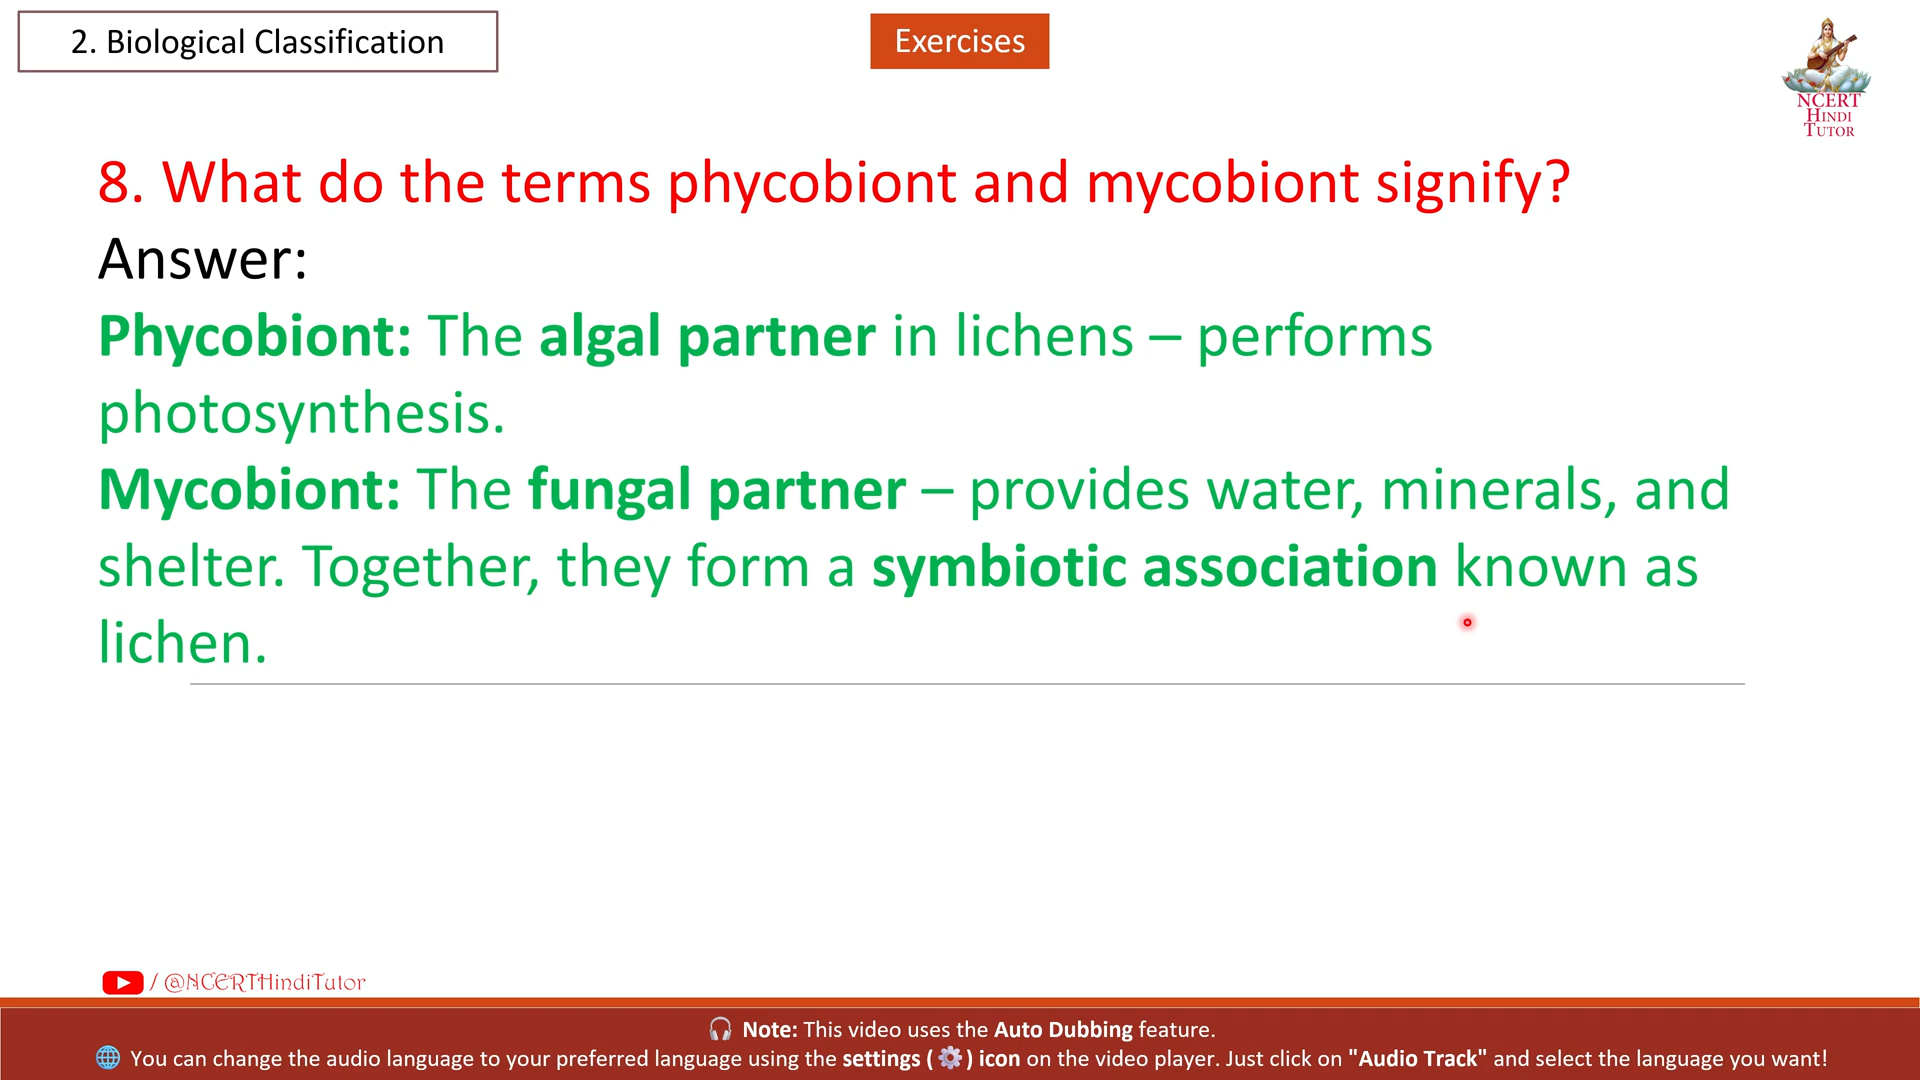 2. Biological Classification
Exercises
NCERT
HINDI
TUTOR
8. What do the terms phycobiont and mycobiont signify?
Answer:
Phycobiont: The algal partner in lichens – performs
photosynthesis.
Mycobiont: The fungal partner – provides water, minerals, and
shelter. Together, they form a symbiotic association known as
lichen.
/ @NCERTHindiTutor
🎧 Note: This video uses the Auto Dubbing feature.
🌐 You can change the audio language to your preferred language using the settings ( ⚙️ ) icon on the video player. Just click on "Audio Track" and select the language you want!